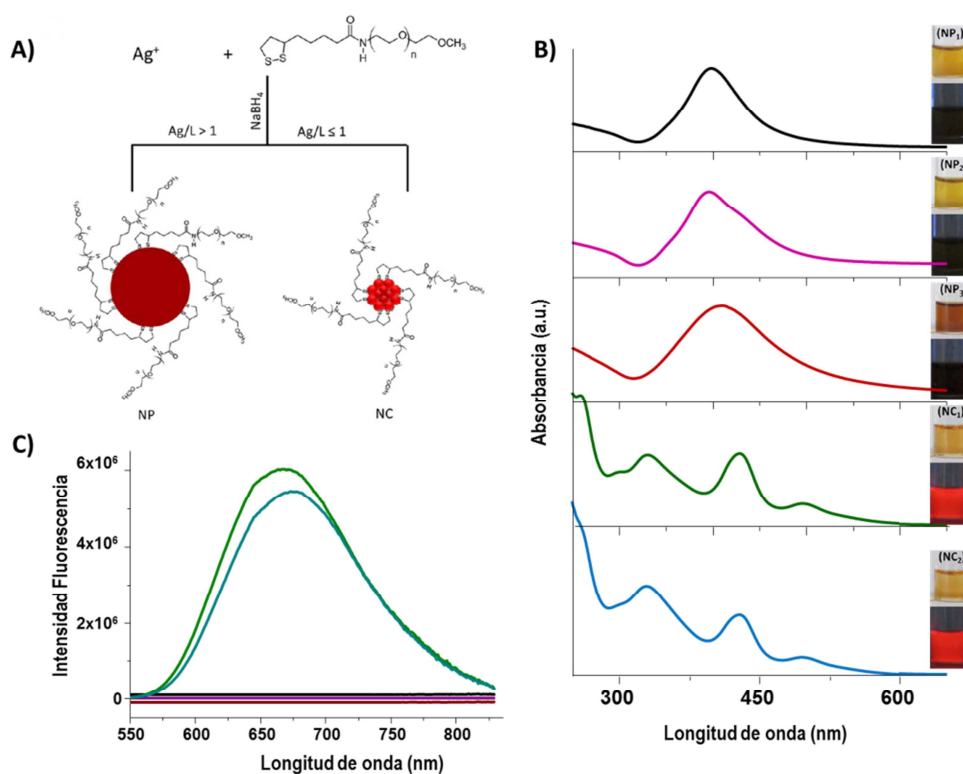 A)
Ag⁺ + O N H O n OCH₃ S-S
NaBH₄
Ag/L > 1
Ag/L ≤ 1
NP
NC
B)
Absorbancia (a.u.)
(NP₁)
(NP₂
(NP₃
(NC₁)
(NC₂
300 450 600
Longitud de onda (nm)
C)
Intensidad Fluorescencia
6x10⁶
4x10⁶
2x10⁶
0
550 600 650 700 750 800
Longitud de onda (nm)